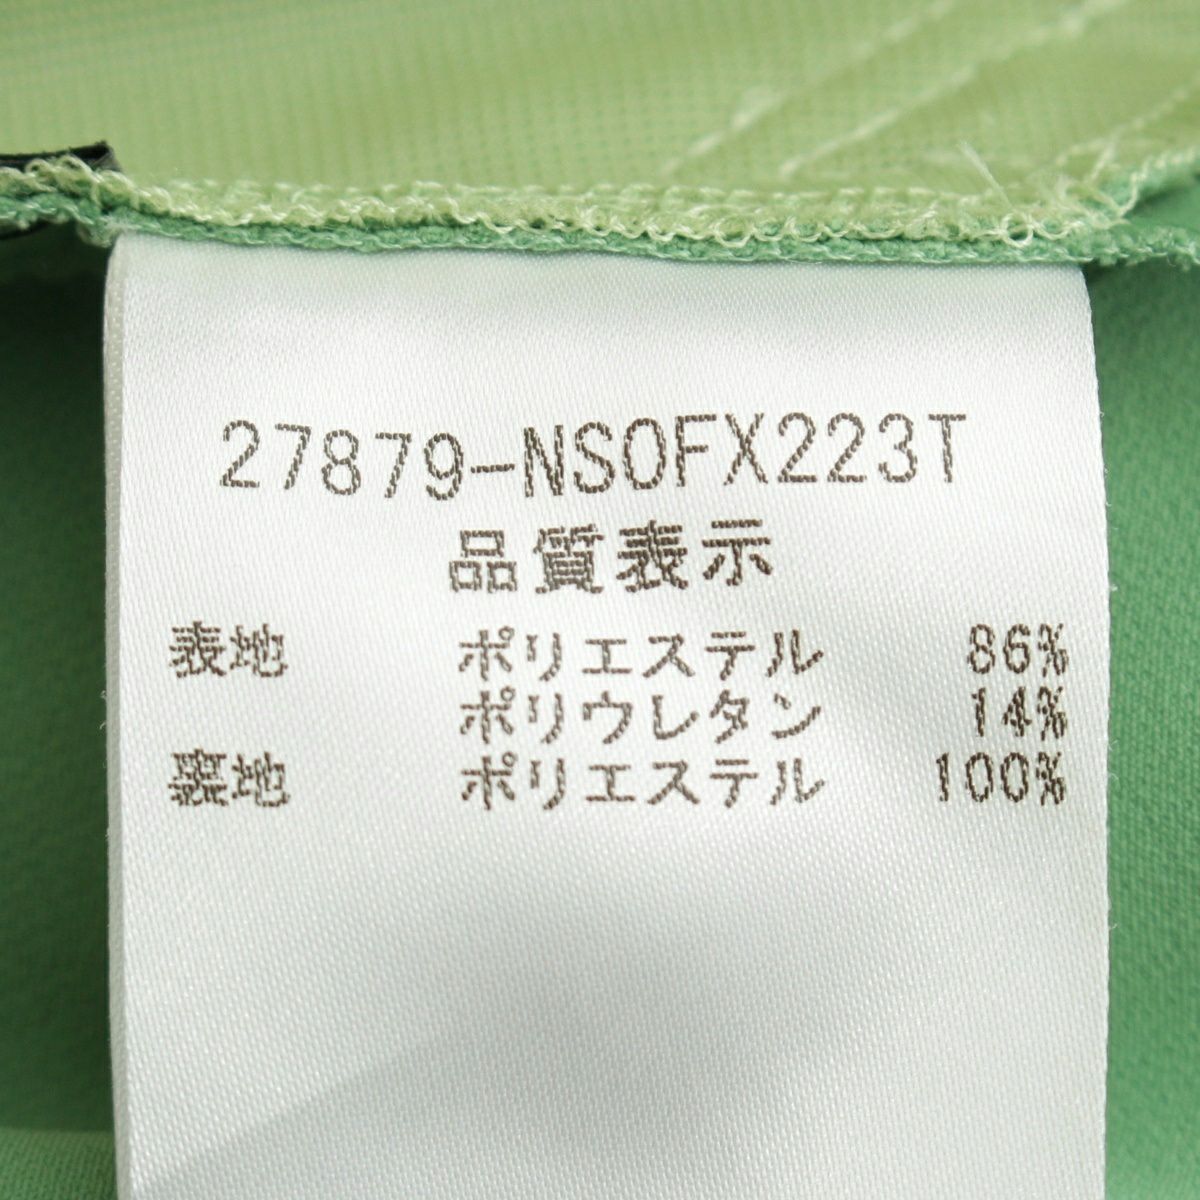 27879-NSOFX223T
品質表示
表地 ポリエステル 86%
ポリウレタン 14%
裏地 ポリエステル 100%